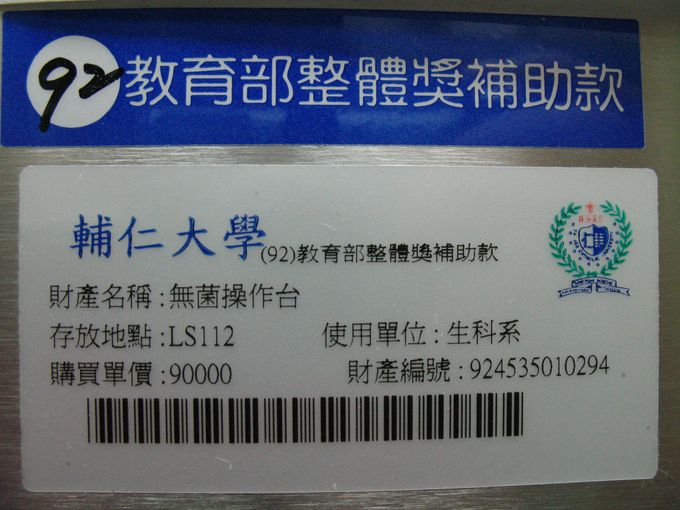 92 教育部整體獎補助款
輔仁大學 (92)教育部整體獎補助款
財產名稱 : 無菌操作台
存放地點 : LS112 使用單位 : 生科系
購買單價 : 90000 財產編號 : 924535010294